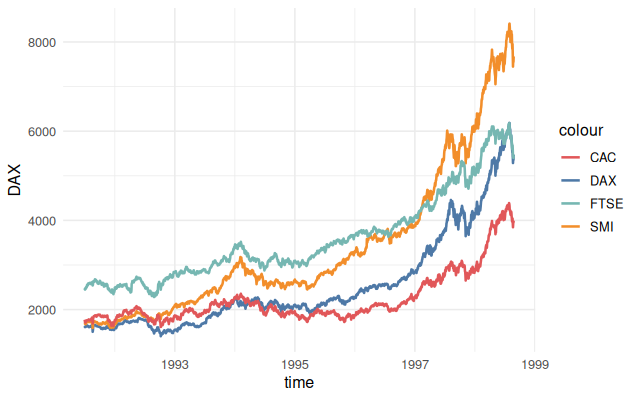 8000
6000
4000
2000
DAX
1993
1995
1997
1999
time
colour
CAC
DAX
FTSE
SMI